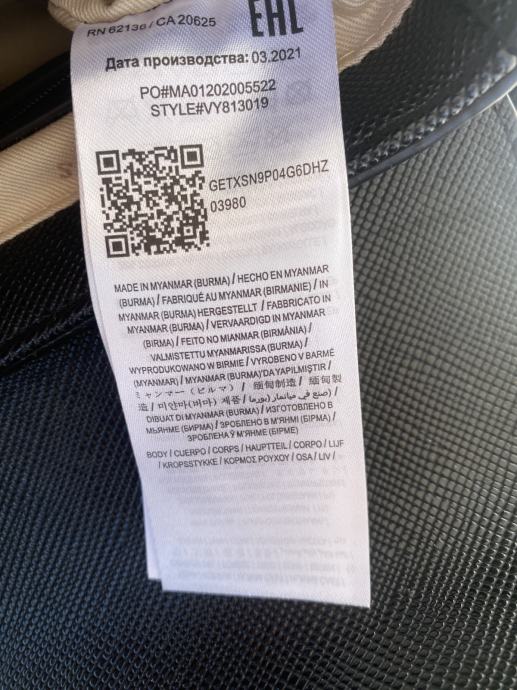 RN 62136 / CA 20625
EAC
Дата производства: 03.2021
PO#MA01202005522
STYLE#VY813019
GETXSN9P04G6DHZ
03980
MADE IN MYANMAR (BURMA) / HECHO EN MYANMAR
(BURMA) / FABRIQUÉ AU MYANMAR (BIRMANIE) / IN
MYANMAR (BURMA) HERGESTELLT / FABBRICATO IN
MYANMAR (BURMA) / VERVAARDIGD IN MYANMAR
(BIRMA) / FEITO NO MIANMAR (BIRMÂNIA) /
VALMISTETTU MYANMARISSA (BURMA) /
WYPRODUKOWANO W BIRMIE / VYROBENO V BARMĚ
(MYANMAR) / MYANMAR (BURMA)'DA YAPILMIŞTIR /
ミャンマー (ビルマ) / 缅甸制造 / 緬甸製
造 / 미얀마(버마) 제품 / صنع في ميانمار (بورما) /
DIBUAT DI MYANMAR (BURMA) / ИЗГОТОВЛЕНО В
МЬЯНМЕ (БИРМА) / ЗРОБЛЕНО В М'ЯНМІ (БІРМА) /
ЗРОБЛЕНА Ў М'ЯНМЕ (БІРМЕ)
BODY / CUERPO / CORPS / HAUPTTEIL / CORPO / LIJF
/ KROPSSTYKKE / ΚΟΡΜΟΣ ΡΟΥΧΟΥ / OSA / LIV /